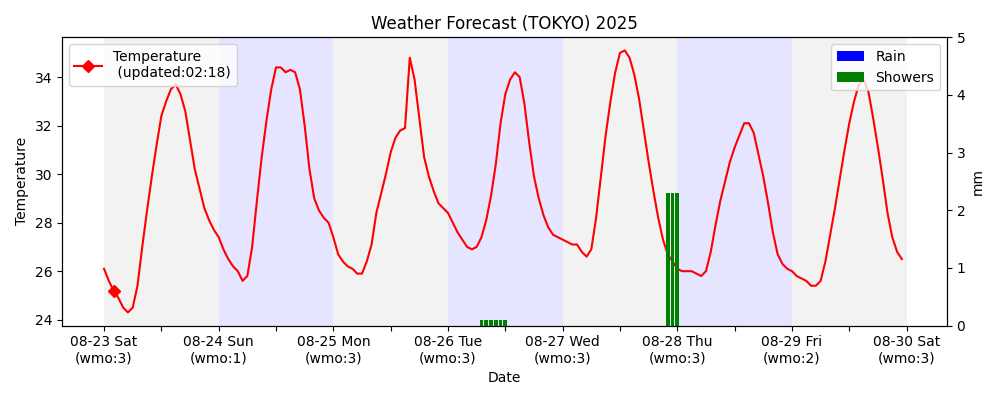 Weather Forecast (TOKYO) 2025
Temperature
(updated:02:18)
Rain
Showers
Temperature
34
32
30
28
26
24
5
4
3
2
1
0
mm
08-23 Sat
(wmo:3)
08-24 Sun
(wmo:1)
08-25 Mon
(wmo:3)
08-26 Tue
(wmo:3)
08-27 Wed
(wmo:3)
08-28 Thu
(wmo:3)
08-29 Fri
(wmo:2)
08-30 Sat
(wmo:3)
Date